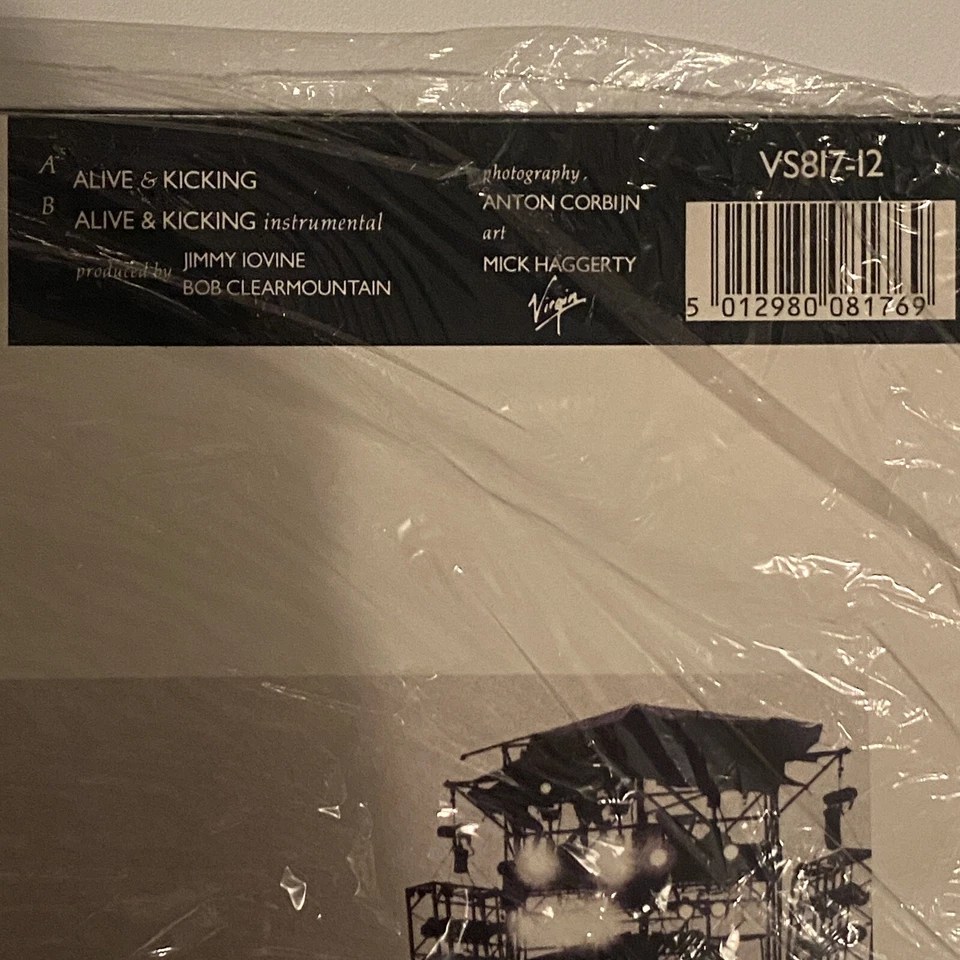 A
ALIVE & KICKING
B
ALIVE & KICKING instrumental
produced by JIMMY IOVINE
BOB CLEARMOUNTAIN
photography
ANTON CORBIJN
art
MICK HAGGERTY
Virgin
VS817-12
5 012980 081769